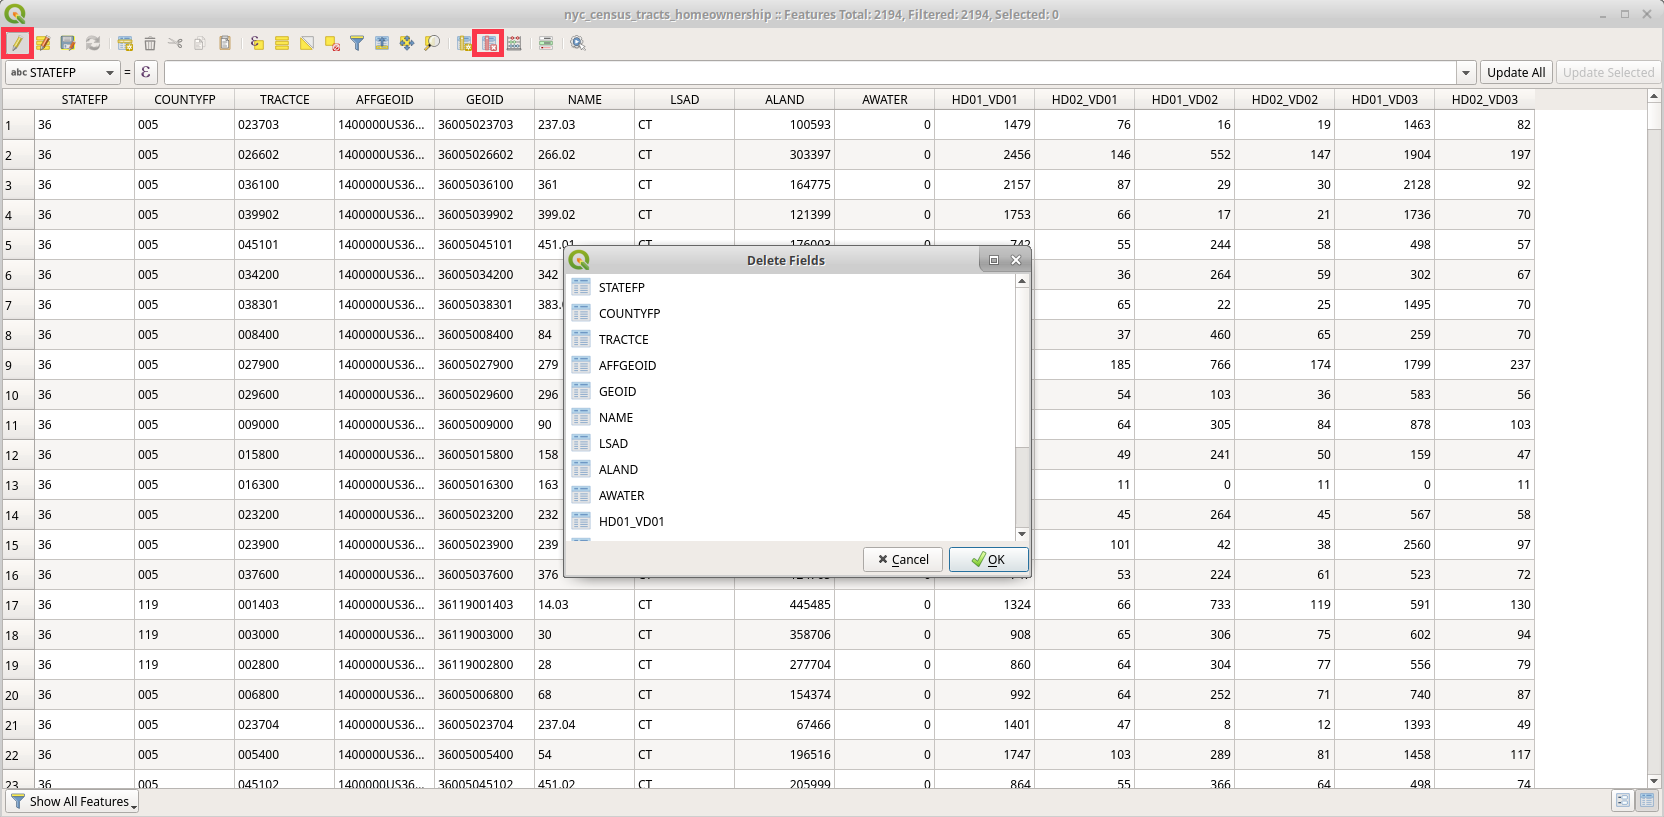 nyc_census_tracts_homeownership :: Features Total: 2194, Filtered: 2194, Selected: 0
abc STATEFP = ε Update All Update Selected
STATEFP COUNTYFP TRACTCE AFFGEOID GEOID NAME LSAD ALAND AWATER HD01_VD01 HD02_VD01 HD01_VD02 HD02_VD02 HD01_VD03 HD02_VD03
1 36 005 023703 1400000US36... 36005023703 237.03 CT 100593 0 1479 76 16 19 1463 82
2 36 005 026602 1400000US36... 36005026602 266.02 CT 303397 0 2456 146 552 147 1904 197
3 36 005 036100 1400000US36... 36005036100 361 CT 164775 0 2157 87 29 30 2128 92
4 36 005 039902 1400000US36... 36005039902 399.02 CT 121399 0 1753 66 17 21 1736 70
5 36 005 045101 1400000US36... 36005045101 451.01 CT 176003 0 742 55 244 58 498 57
6 36 005 034200 1400000US36... 36005034200 342 36 264 59 302 67
7 36 005 038301 1400000US36... 36005038301 383. 65 22 25 1495 70
8 36 005 008400 1400000US36... 36005008400 84 37 460 65 259 70
9 36 005 027900 1400000US36... 36005027900 279 185 766 174 1799 237
10 36 005 029600 1400000US36... 36005029600 296 54 103 36 583 56
11 36 005 009000 1400000US36... 36005009000 90 64 305 84 878 103
12 36 005 015800 1400000US36... 36005015800 158 49 241 50 159 47
13 36 005 016300 1400000US36... 36005016300 163 11 0 11 0 11
14 36 005 023200 1400000US36... 36005023200 232 45 264 45 567 58
15 36 005 023900 1400000US36... 36005023900 239 101 42 38 2560 97
16 36 005 037600 1400000US36... 36005037600 376 53 224 61 523 72
17 36 119 001403 1400000US36... 36119001403 14.03 CT 445485 0 1324 66 733 119 591 130
18 36 119 003000 1400000US36... 36119003000 30 CT 358706 0 908 65 306 75 602 94
19 36 119 002800 1400000US36... 36119002800 28 CT 277704 0 860 64 304 77 556 79
20 36 005 006800 1400000US36... 36005006800 68 CT 154374 0 992 64 252 71 740 87
21 36 005 023704 1400000US36... 36005023704 237.04 CT 67466 0 1401 47 8 12 1393 49
22 36 005 005400 1400000US36... 36005005400 54 CT 196516 0 1747 103 289 81 1458 117
23 36 005 045102 1400000US36... 36005045102 451.02 CT 205999 0 864 55 366 64 498 74
Delete Fields
STATEFP
COUNTYFP
TRACTCE
AFFGEOID
GEOID
NAME
LSAD
ALAND
AWATER
HD01_VD01
Cancel OK
Show All Features